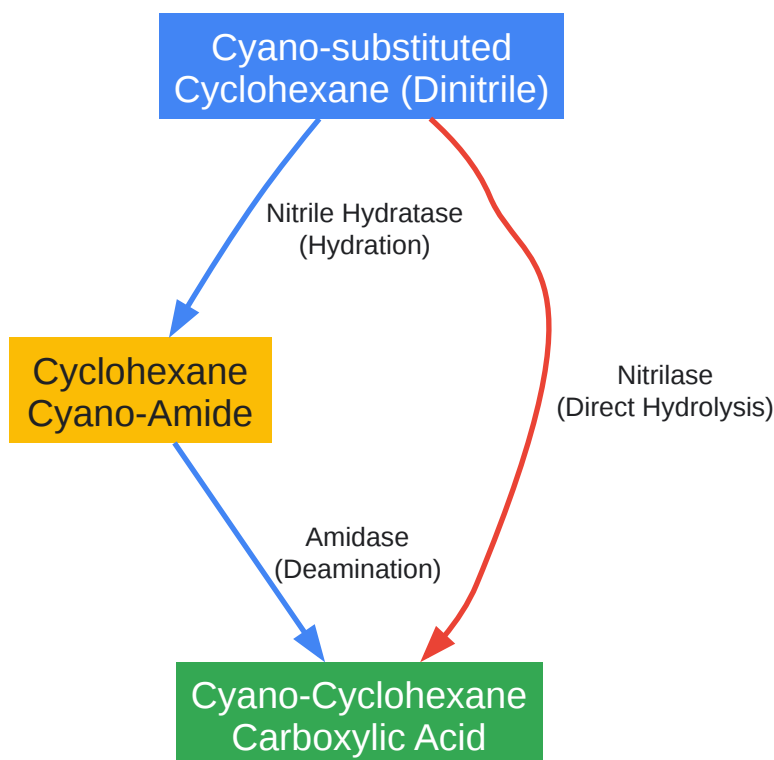 Cyano-substituted
Cyclohexane (Dinitrile)
Nitrile Hydratase
(Hydration)
Cyclohexane
Cyano-Amide
Nitrilase
(Direct Hydrolysis)
Amidase
(Deamination)
Cyano-Cyclohexane
Carboxylic Acid